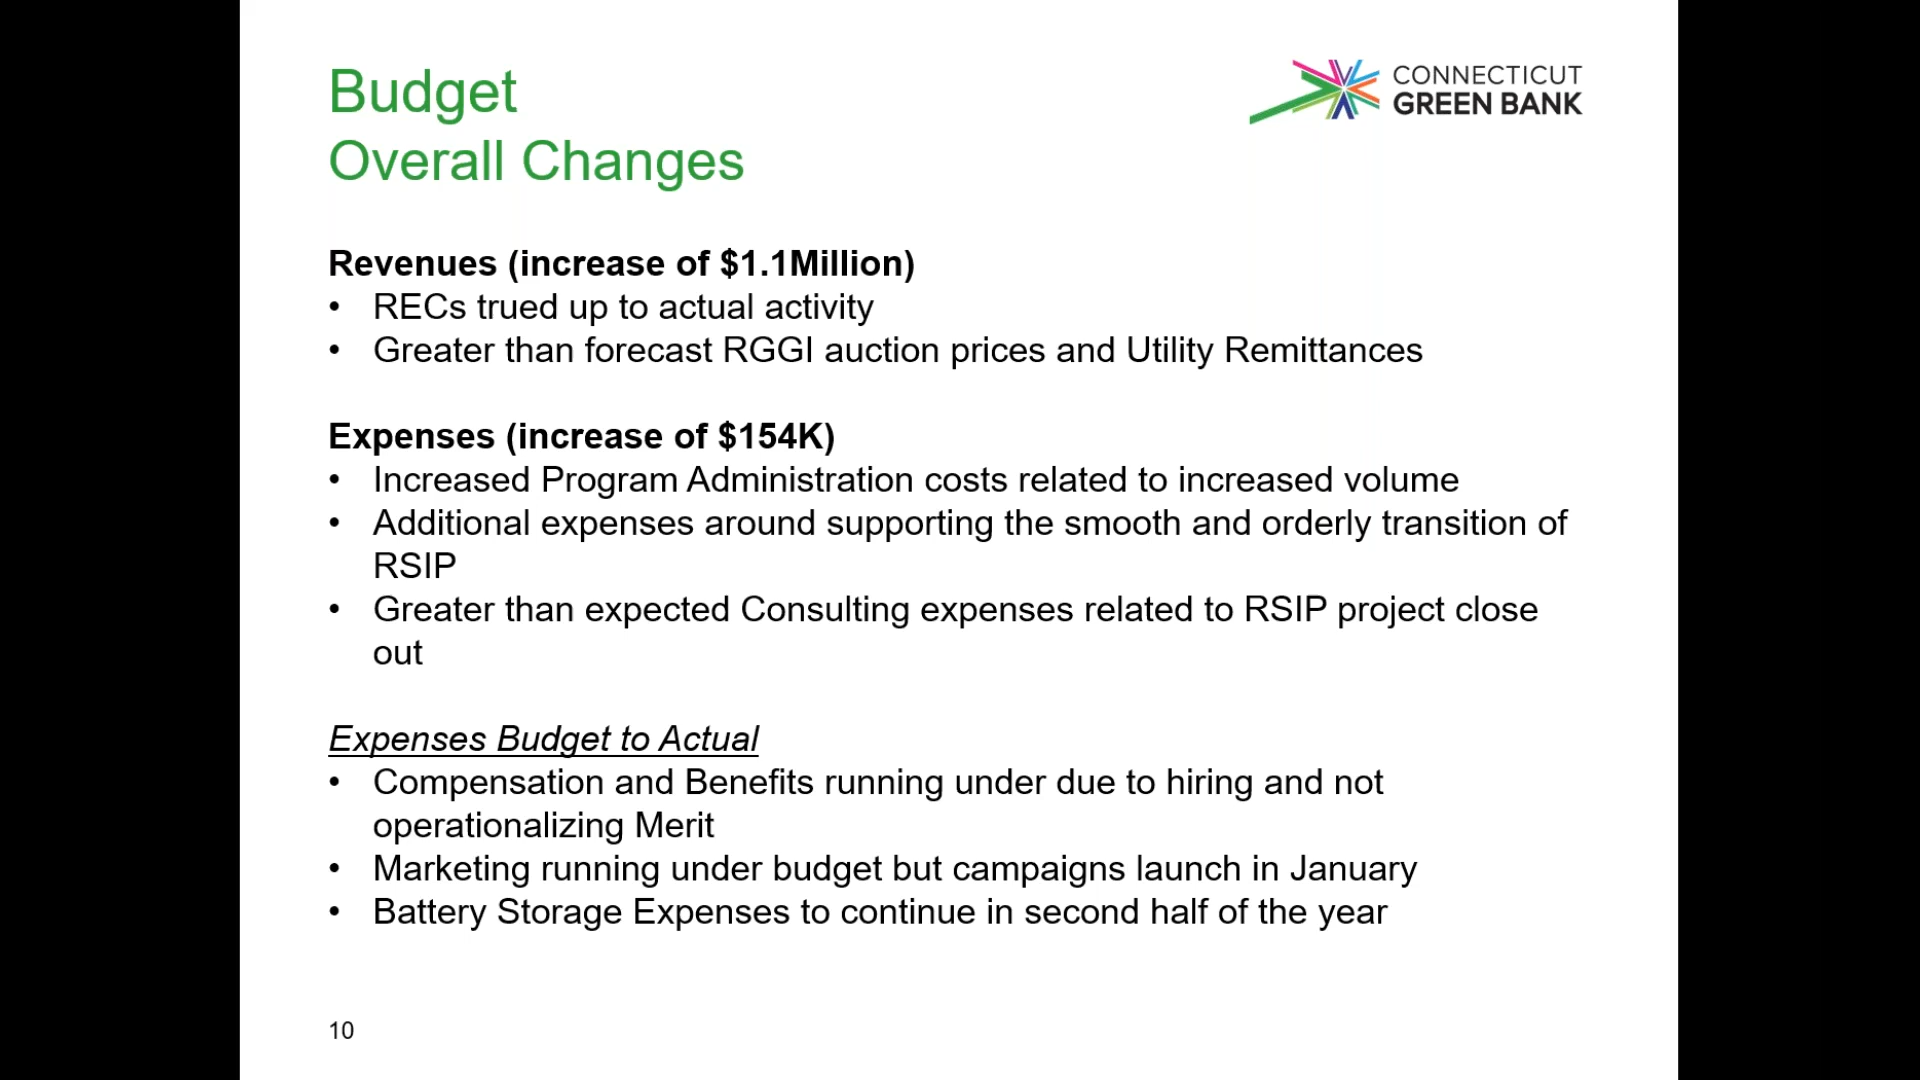 Budget
Overall Changes
CONNECTICUT
GREEN BANK
Revenues (increase of $1.1Million)
• RECs trued up to actual activity
• Greater than forecast RGGI auction prices and Utility Remittances
Expenses (increase of $154K)
• Increased Program Administration costs related to increased volume
• Additional expenses around supporting the smooth and orderly transition of
RSIP
• Greater than expected Consulting expenses related to RSIP project close
out
Expenses Budget to Actual
• Compensation and Benefits running under due to hiring and not
operationalizing Merit
• Marketing running under budget but campaigns launch in January
• Battery Storage Expenses to continue in second half of the year
10